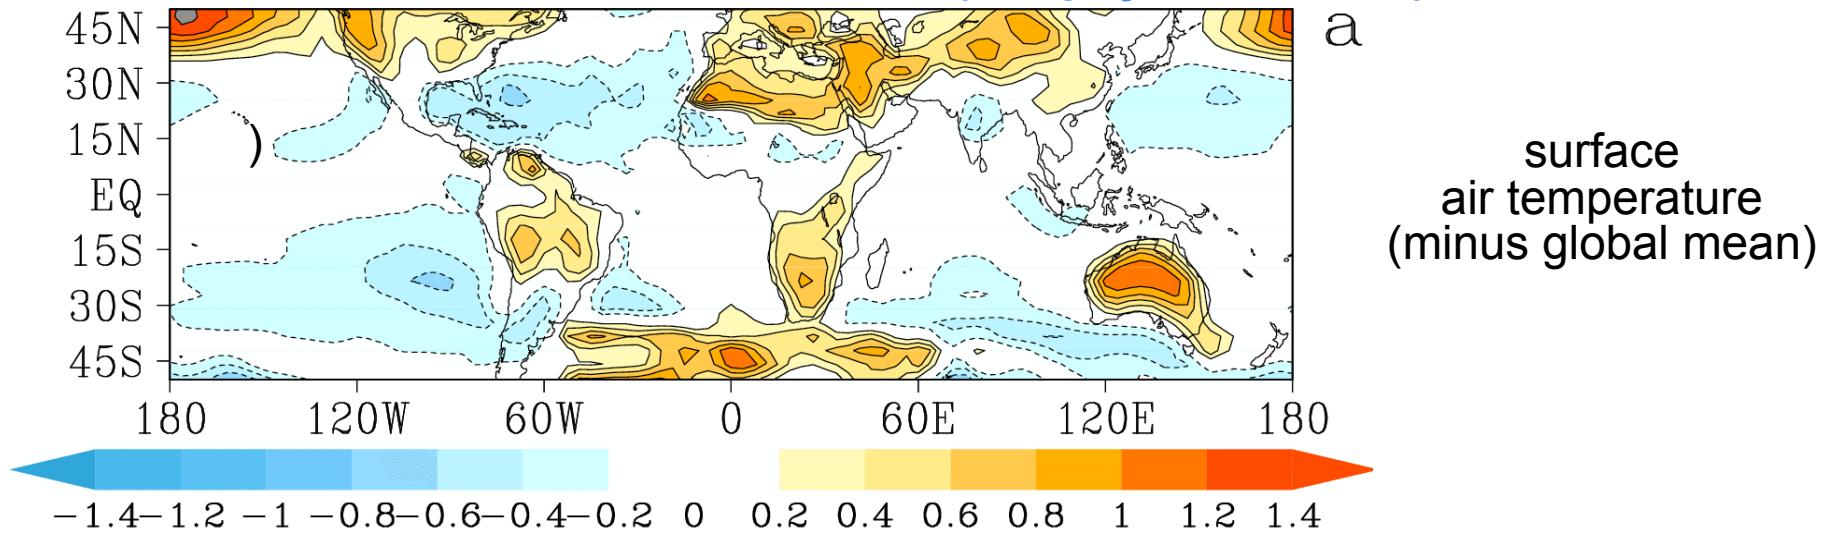 45N
a
30N
15N
)
EQ
15S
30S
45S
180 120W 60W 0 60E 120E 180
surface
air temperature
(minus global mean)
−1.4 −1.2 −1 −0.8 −0.6 −0.4 −0.2 0 0.2 0.4 0.6 0.8 1 1.2 1.4